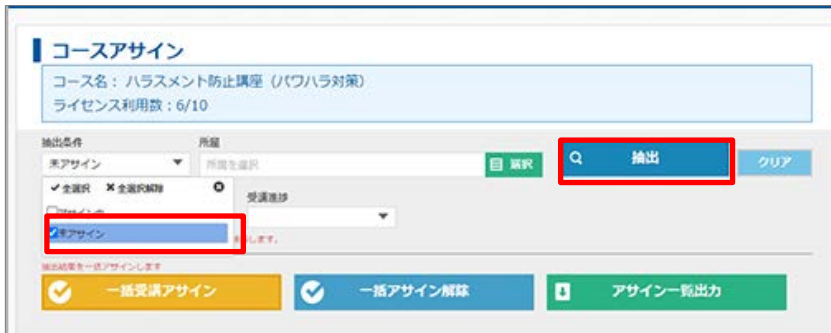 コースアサイン
コース名： ハラスメント防止講座（パワハラ対策）
ライセンス利用数：6/10
抽出条件
所属
未アサイン
所属を選択
選択
抽出
クリア
全選択 全選択解除
受講進捗
未アサイン
します。
抽出結果を一括アサインします
一括受講アサイン
一括アサイン解除
アサイン一覧出力